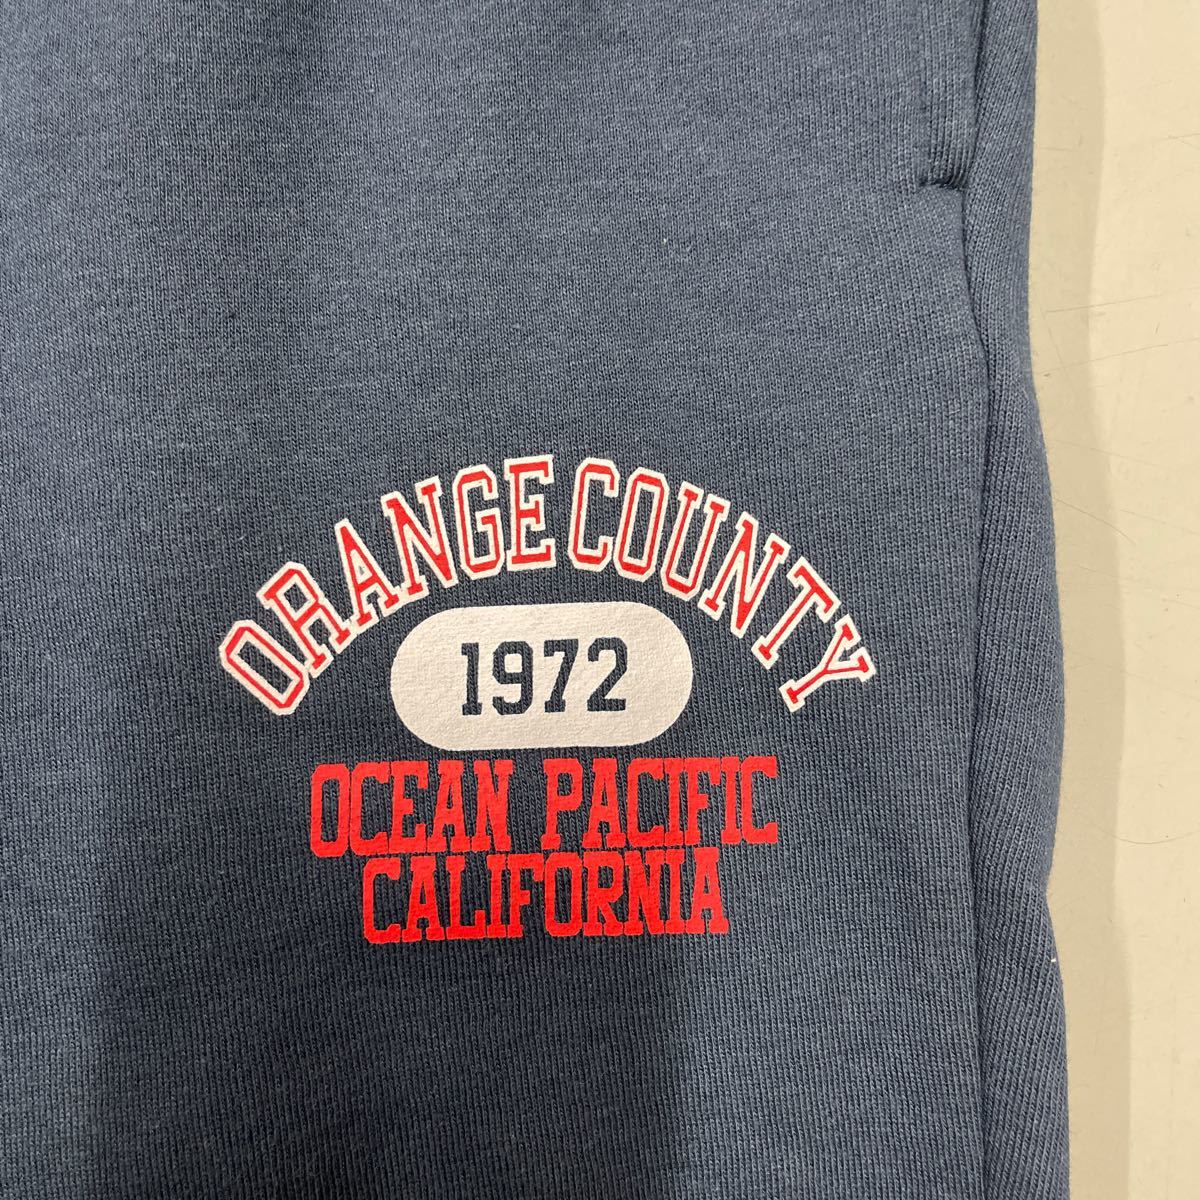 ORANGE COUNTY
1972
OCEAN PACIFIC
CALIFORNIA